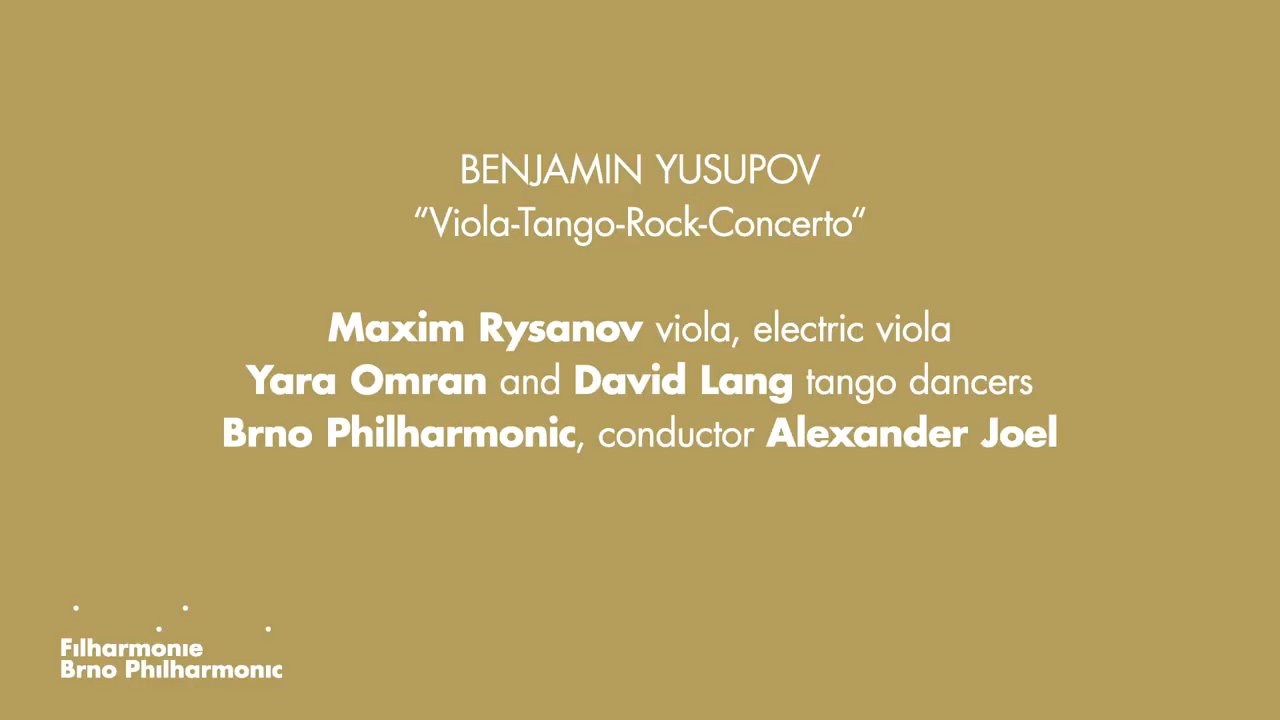 BENJAMIN YUSUPOV
“Viola-Tango-Rock-Concerto“
Maxim Rysanov viola, electric viola
Yara Omran and David Lang tango dancers
Brno Philharmonic, conductor Alexander Joel
Filharmonie
Brno Philharmonic